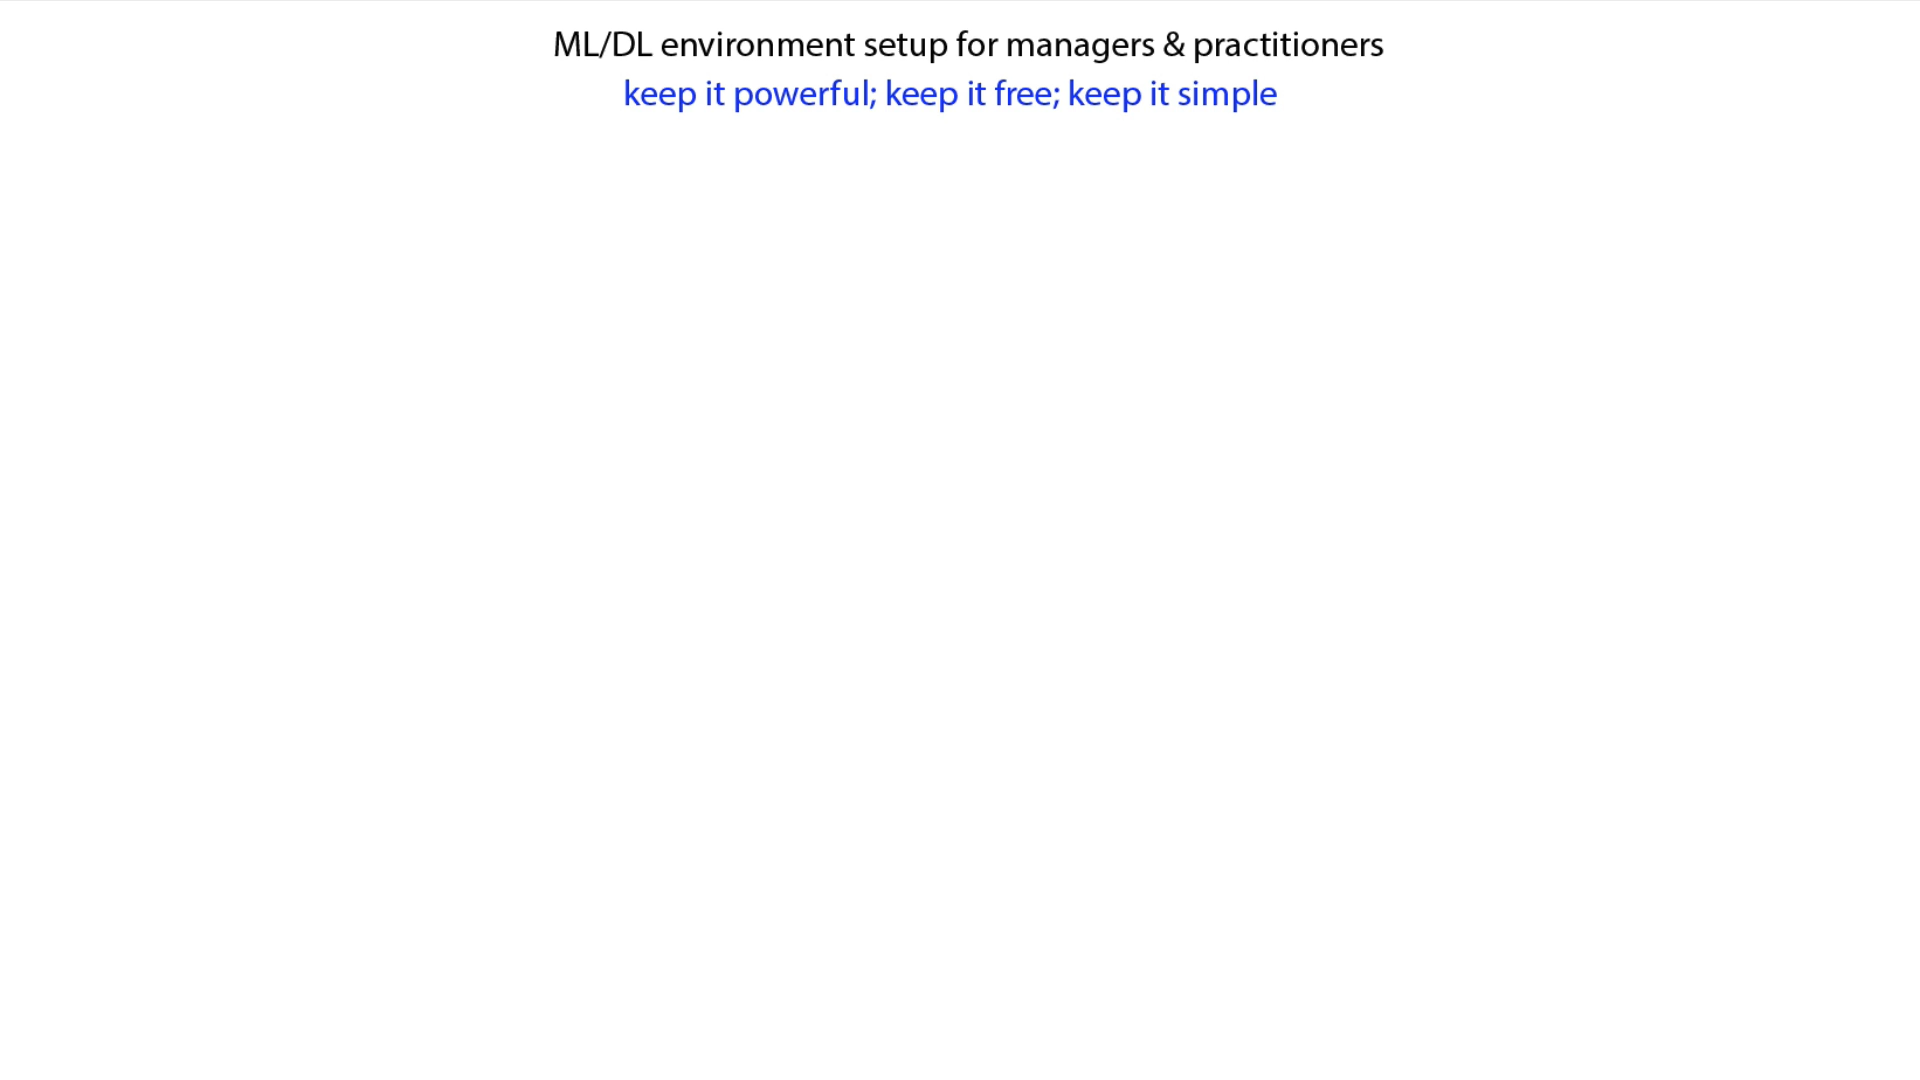 ML/DL environment setup for managers & practitioners
keep it powerful; keep it free; keep it simple